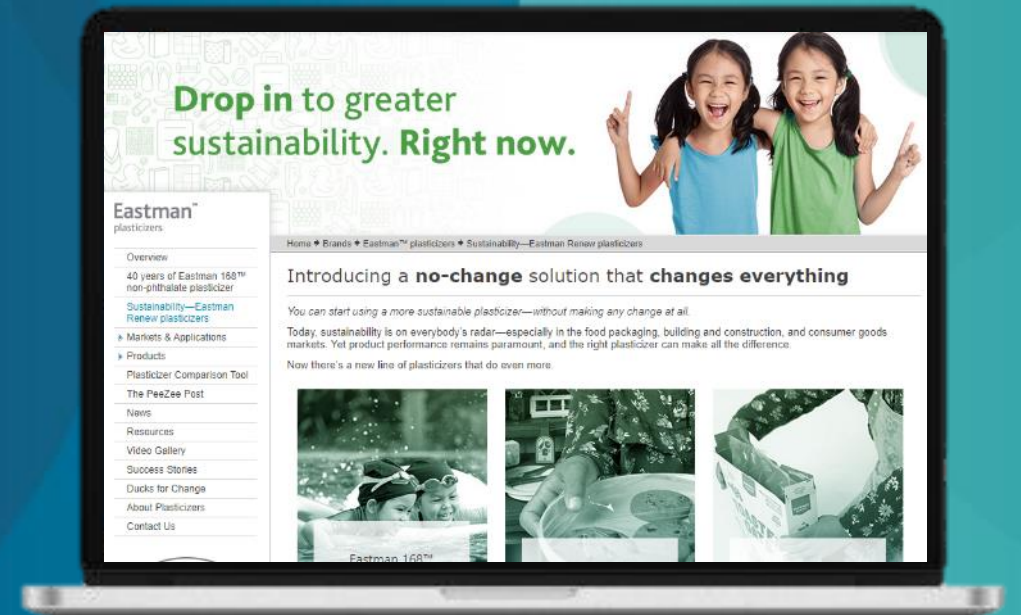 Drop in to greater
sustainability. Right now.
Eastman™
plasticizers
Overview
40 years of Eastman 168™
non-phthalate plasticizer
Sustainability—Eastman
Renew plasticizers
Markets & Applications
Products
Plasticizer Comparison Tool
The PeeZee Post
News
Resources
Video Gallery
Success Stories
Ducks for Change
About Plasticizers
Contact Us
Home Brands Eastman™ plasticizers Sustainability—Eastman Renew plasticizers
Introducing a no-change solution that changes everything
You can start using a more sustainable plasticizer—without making any change at all.
Today, sustainability is on everybody's radar—especially in the food packaging, building and construction, and consumer goods
markets. Yet product performance remains paramount, and the right plasticizer can make all the difference.
Now there's a new line of plasticizers that do even more.
Eastman 168™